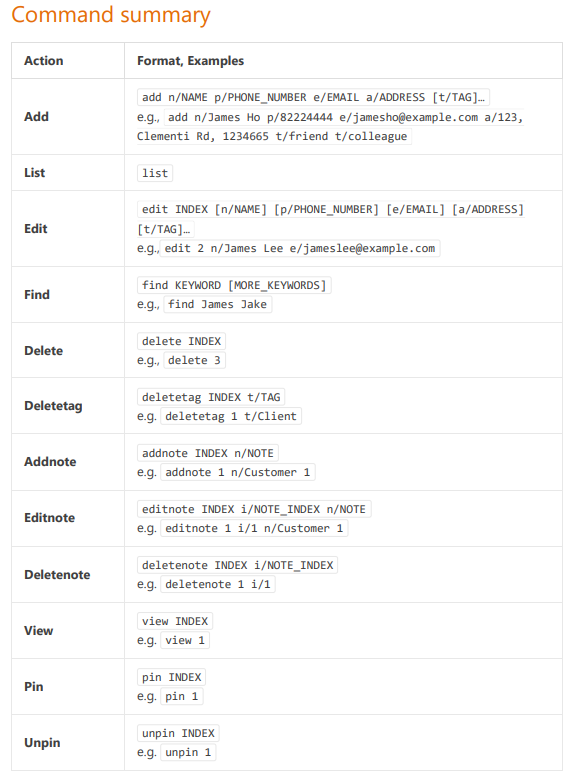 Command summary
Action Format, Examples
Add
add n/NAME p/PHONE_NUMBER e/EMAIL a/ADDRESS [t/TAG]…
e.g., add n/James Ho p/82224444 e/jamesho@example.com a/123,
Clementi Rd, 1234665 t/friend t/colleague
List list
Edit
edit INDEX [n/NAME] [p/PHONE_NUMBER] [e/EMAIL] [a/ADDRESS]
[t/TAG]…
e.g., edit 2 n/James Lee e/jameslee@example.com
Find
find KEYWORD [MORE_KEYWORDS]
e.g., find James Jake
Delete
delete INDEX
e.g., delete 3
Deletetag
deletetag INDEX t/TAG
e.g. deletetag 1 t/Client
Addnote
addnote INDEX n/NOTE
e.g. addnote 1 n/Customer 1
Editnote
editnote INDEX i/NOTE_INDEX n/NOTE
e.g. editnote 1 i/1 n/Customer 1
Deletenote
deletenote INDEX i/NOTE_INDEX
e.g. deletenote 1 i/1
View
view INDEX
e.g. view 1
Pin
pin INDEX
e.g. pin 1
Unpin
unpin INDEX
e.g. unpin 1